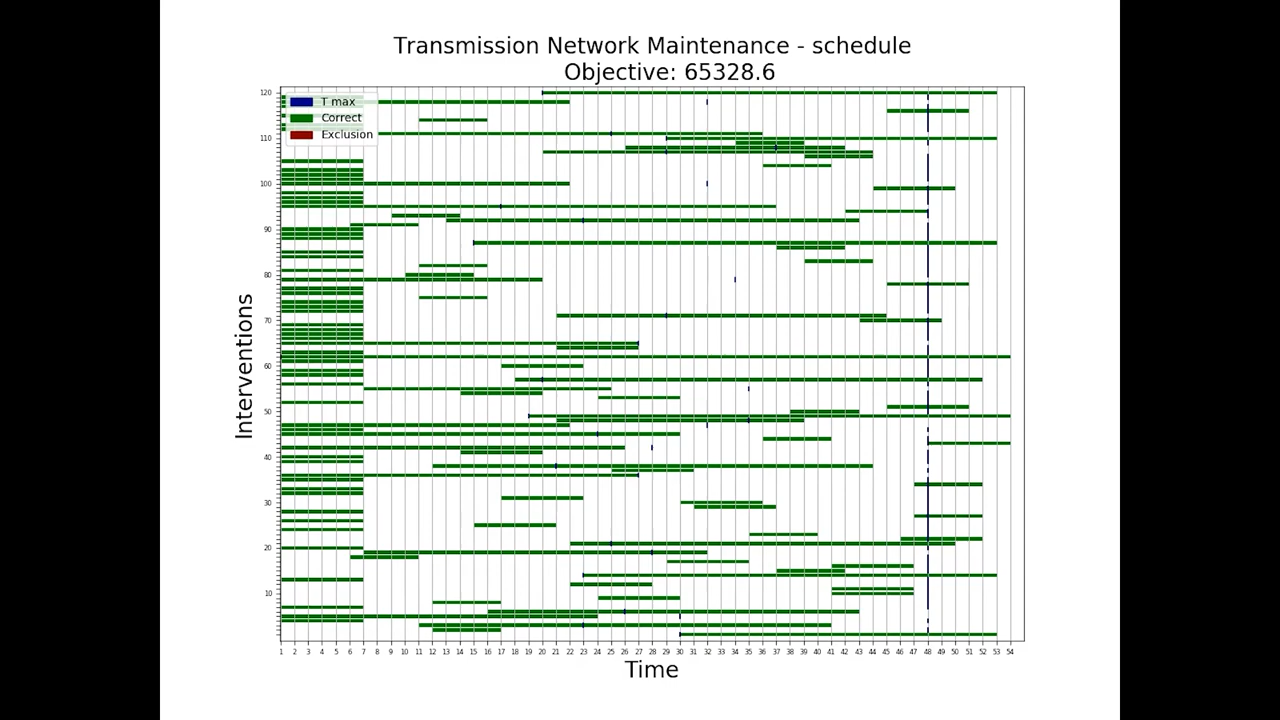 Transmission Network Maintenance - schedule
Objective: 65328.6
T max
Correct
Exclusion
120
110
100
90
80
70
60
50
40
30
20
10
Interventions
1 2 3 4 5 6 7 8 9 10 11 12 13 14 15 16 17 18 19 20 21 22 23 24 25 26 27 28 29 30 31 32 33 34 35 36 37 38 39 40 41 42 43 44 45 46 47 48 49 50 51 52 53 54
Time